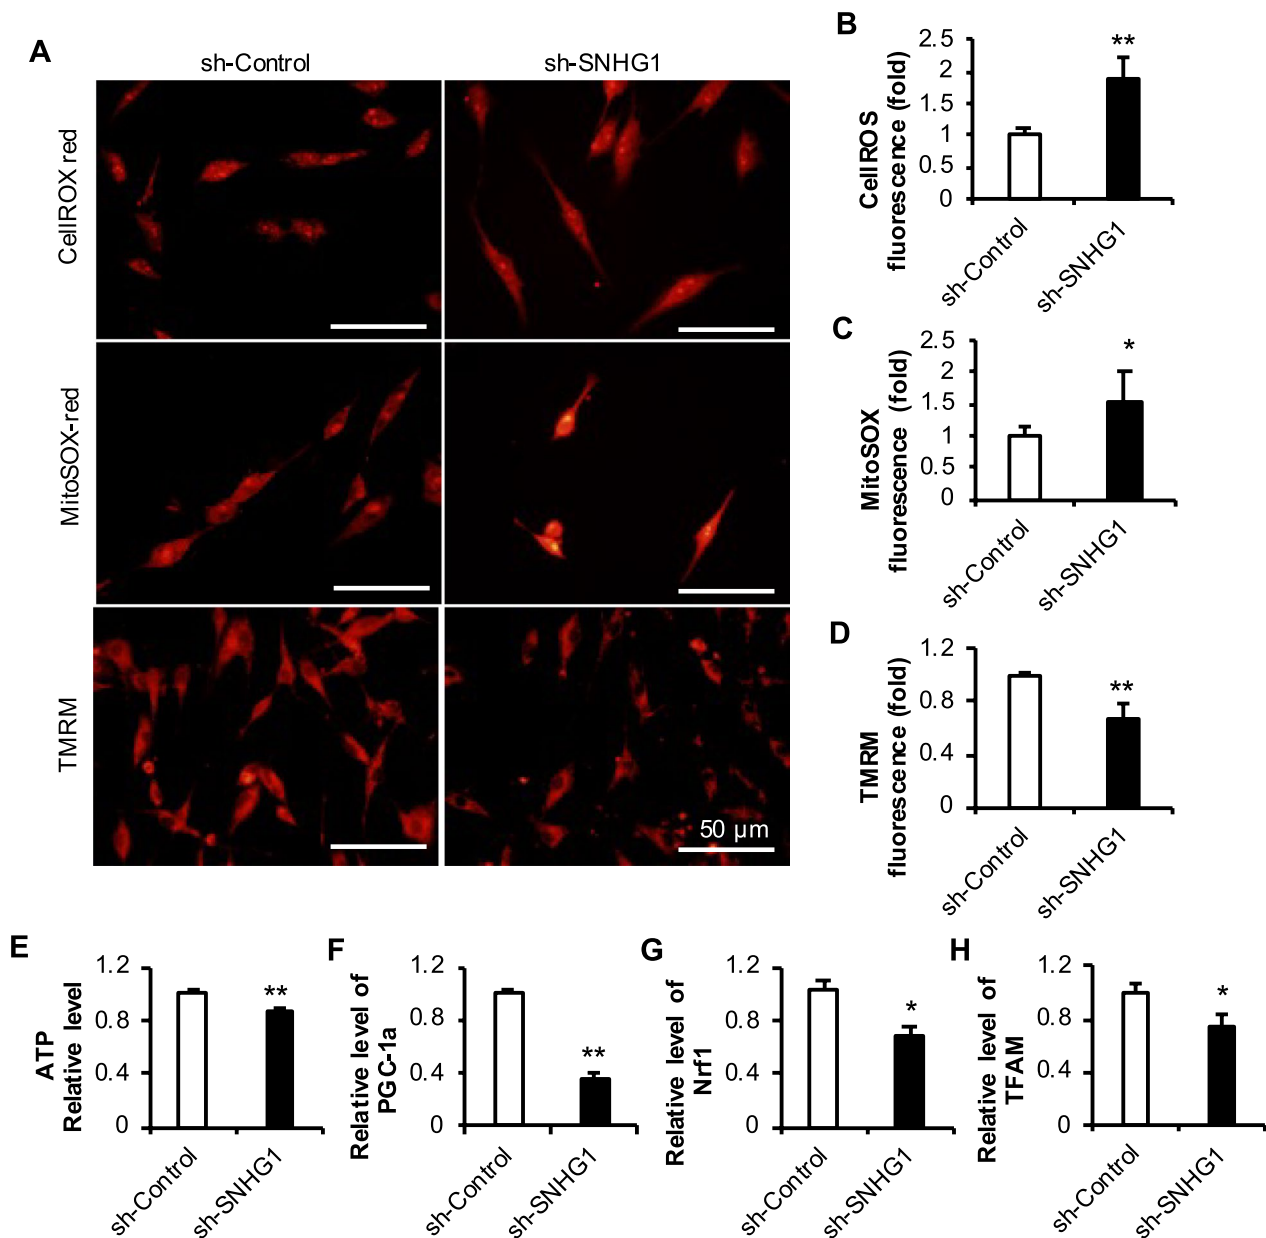 A
sh-Control
sh-SNHG1
CellROX red
MitoSOX-red
TMRM
50 µm
B
CellROS
fluorescence (fold)
2.5
2
1.5
1
0.5
0
**
sh-Control
sh-SNHG1
C
MitoSOX
fluorescence (fold)
2.5
2
1.5
1
0.5
0
*
sh-Control
sh-SNHG1
D
TMRM
fluorescence (fold)
1.2
0.8
0.4
0
**
sh-Control
sh-SNHG1
E
ATP
Relative level
1.2
0.8
0.4
0
**
sh-Control
sh-SNHG1
F
Relative level of
PGC-1a
1.2
0.8
0.4
0
**
sh-Control
sh-SNHG1
G
Relative level of
Nrf1
1.2
0.8
0.4
0
*
sh-Control
sh-SNHG1
H
Relative level of
TFAM
1.2
0.8
0.4
0
*
sh-Control
sh-SNHG1